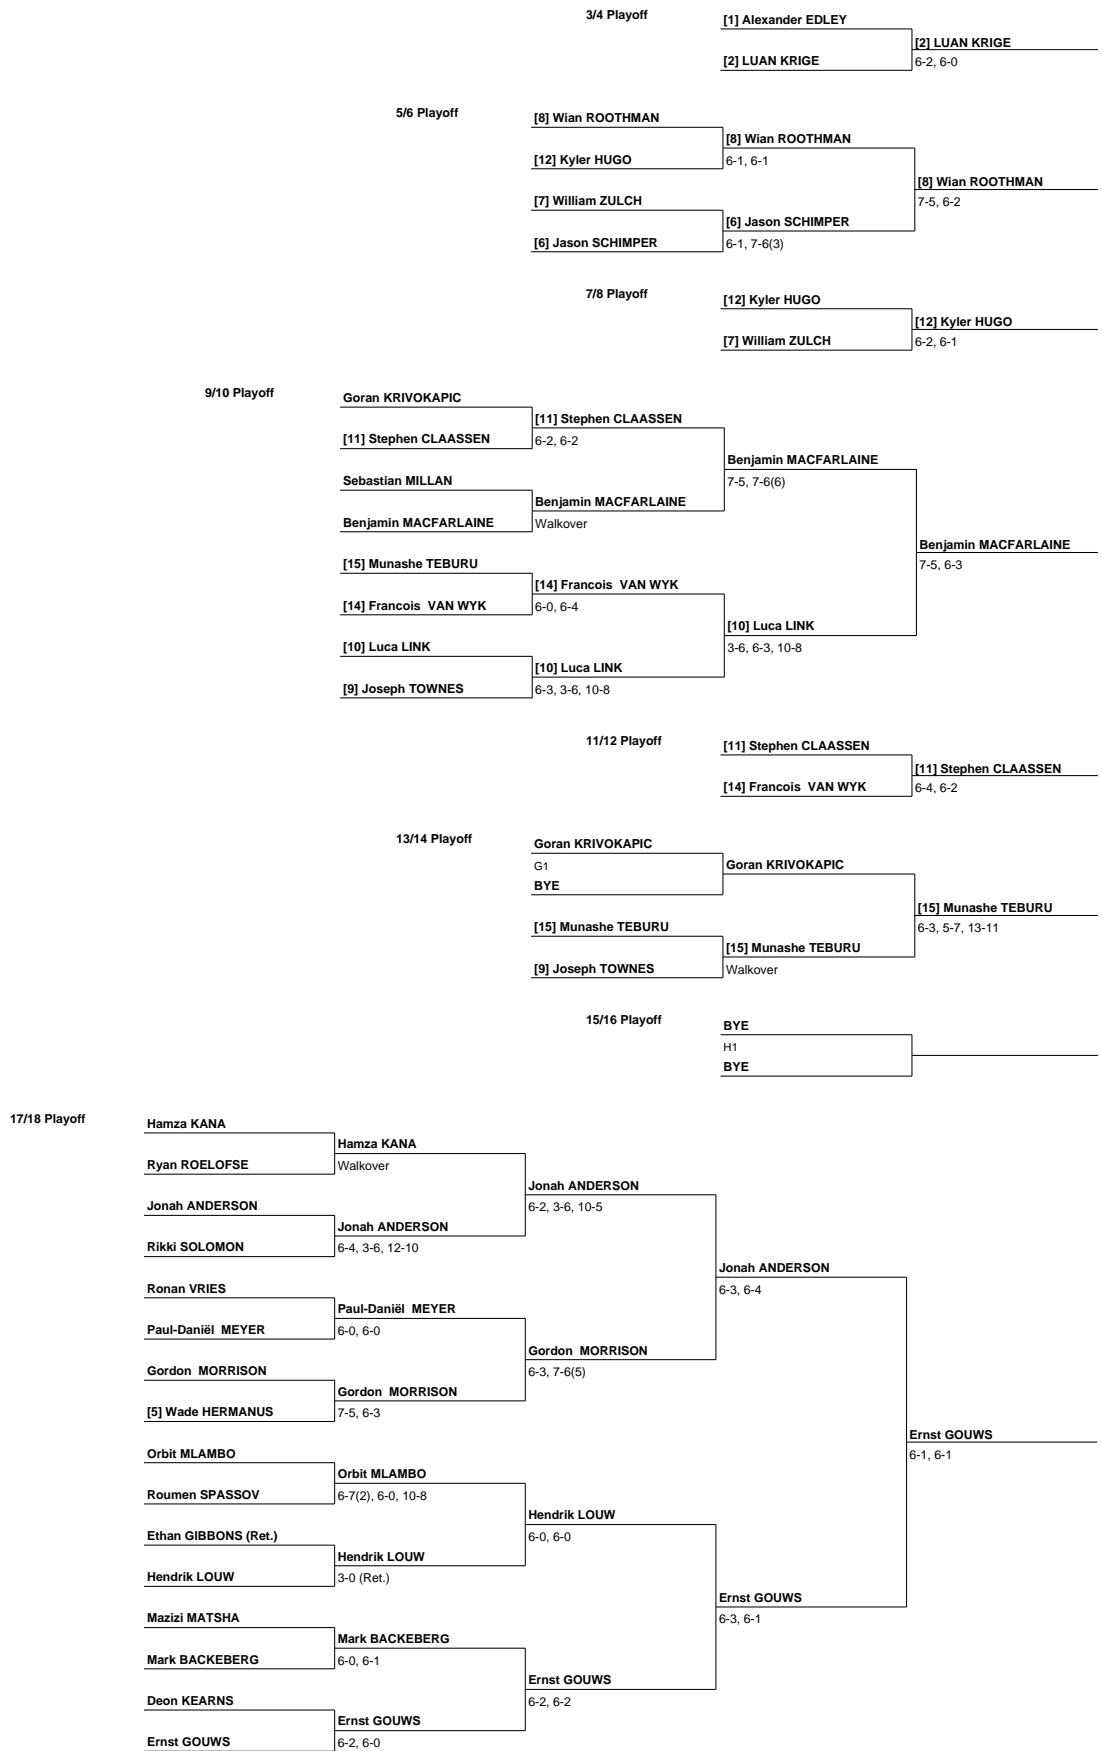 3/4 Playoff
[1] Alexander EDLEY
[2] LUAN KRIGE
[2] LUAN KRIGE
6-2, 6-0
5/6 Playoff
[8] Wian ROOTHMAN
[8] Wian ROOTHMAN
[12] Kyler HUGO
6-1, 6-1
[8] Wian ROOTHMAN
[7] William ZULCH
7-5, 6-2
[6] Jason SCHIMPER
[6] Jason SCHIMPER
6-1, 7-6(3)
7/8 Playoff
[12] Kyler HUGO
[12] Kyler HUGO
[7] William ZULCH
6-2, 6-1
9/10 Playoff
Goran KRIVOKAPIC
[11] Stephen CLAASSEN
[11] Stephen CLAASSEN
6-2, 6-2
Benjamin MACFARLAINE
Sebastian MILLAN
7-5, 7-6(6)
Benjamin MACFARLAINE
Benjamin MACFARLAINE
Walkover
Benjamin MACFARLAINE
[15] Munashe TEBURU
7-5, 6-3
[14] Francois  VAN WYK
[14] Francois  VAN WYK
6-0, 6-4
[10] Luca LINK
[10] Luca LINK
3-6, 6-3, 10-8
[10] Luca LINK
[9] Joseph TOWNES
6-3, 3-6, 10-8
11/12 Playoff
[11] Stephen CLAASSEN
[11] Stephen CLAASSEN
[14] Francois  VAN WYK
6-4, 6-2
13/14 Playoff
Goran KRIVOKAPIC
G1
Goran KRIVOKAPIC
BYE
[15] Munashe TEBURU
[15] Munashe TEBURU
6-3, 5-7, 13-11
[15] Munashe TEBURU
[9] Joseph TOWNES
Walkover
15/16 Playoff
BYE
H1
BYE
17/18 Playoff
Hamza KANA
Hamza KANA
Ryan ROELOFSE
Walkover
Jonah ANDERSON
Jonah ANDERSON
6-2, 3-6, 10-5
Jonah ANDERSON
Rikki SOLOMON
6-4, 3-6, 12-10
Jonah ANDERSON
Ronan VRIES
6-3, 6-4
Paul-Daniël  MEYER
Paul-Daniël  MEYER
6-0, 6-0
Gordon  MORRISON
Gordon  MORRISON
6-3, 7-6(5)
Gordon  MORRISON
[5] Wade HERMANUS
7-5, 6-3
Ernst GOUWS
Orbit MLAMBO
6-1, 6-1
Orbit MLAMBO
Roumen SPASSOV
6-7(2), 6-0, 10-8
Hendrik LOUW
Ethan GIBBONS (Ret.)
6-0, 6-0
Hendrik LOUW
Hendrik LOUW
3-0 (Ret.)
Ernst GOUWS
Mazizi MATSHA
6-3, 6-1
Mark BACKEBERG
Mark BACKEBERG
6-0, 6-1
Ernst GOUWS
Deon KEARNS
6-2, 6-2
Ernst GOUWS
Ernst GOUWS
6-2, 6-0